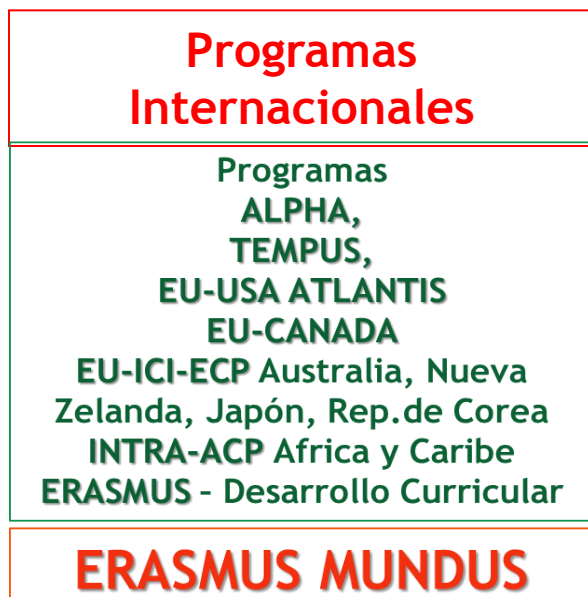 Programas
Internacionales
Programas
ALPHA,
TEMPUS,
EU-USA ATLANTIS
EU-CANADA
EU-ICI-ECP Australia, Nueva
Zelanda, Japón, Rep.de Corea
INTRA-ACP Africa y Caribe
ERASMUS – Desarrollo Curricular
ERASMUS MUNDUS